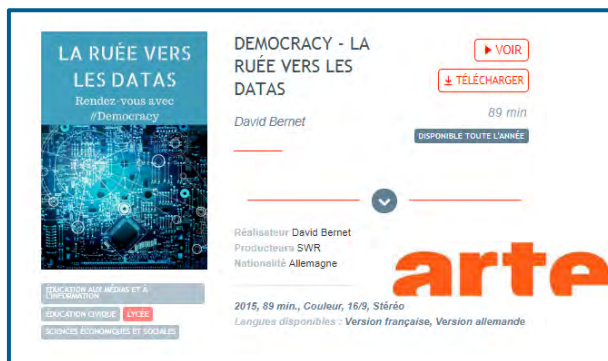 LA RUÉE VERS
LES DATAS
Rendez-vous avec
#Democracy
EDUCATION AUX MÉDIAS ET À
L'INFORMATION
EDUCATION CIVIQUE
LYCÉE
SCIENCES ÉCONOMIQUES ET SOCIALES
DEMOCRACY - LA
RUÉE VERS LES
DATAS
David Bernet
VOIR
TÉLÉCHARGER
89 min
DISPONIBLE TOUTE L'ANNÉE
Réalisateur David Bernet
Producteurs SWR
Nationalité Allemagne
arte
2015, 89 min., Couleur, 16/9, Stéréo
Langues disponibles : Version française, Version allemande